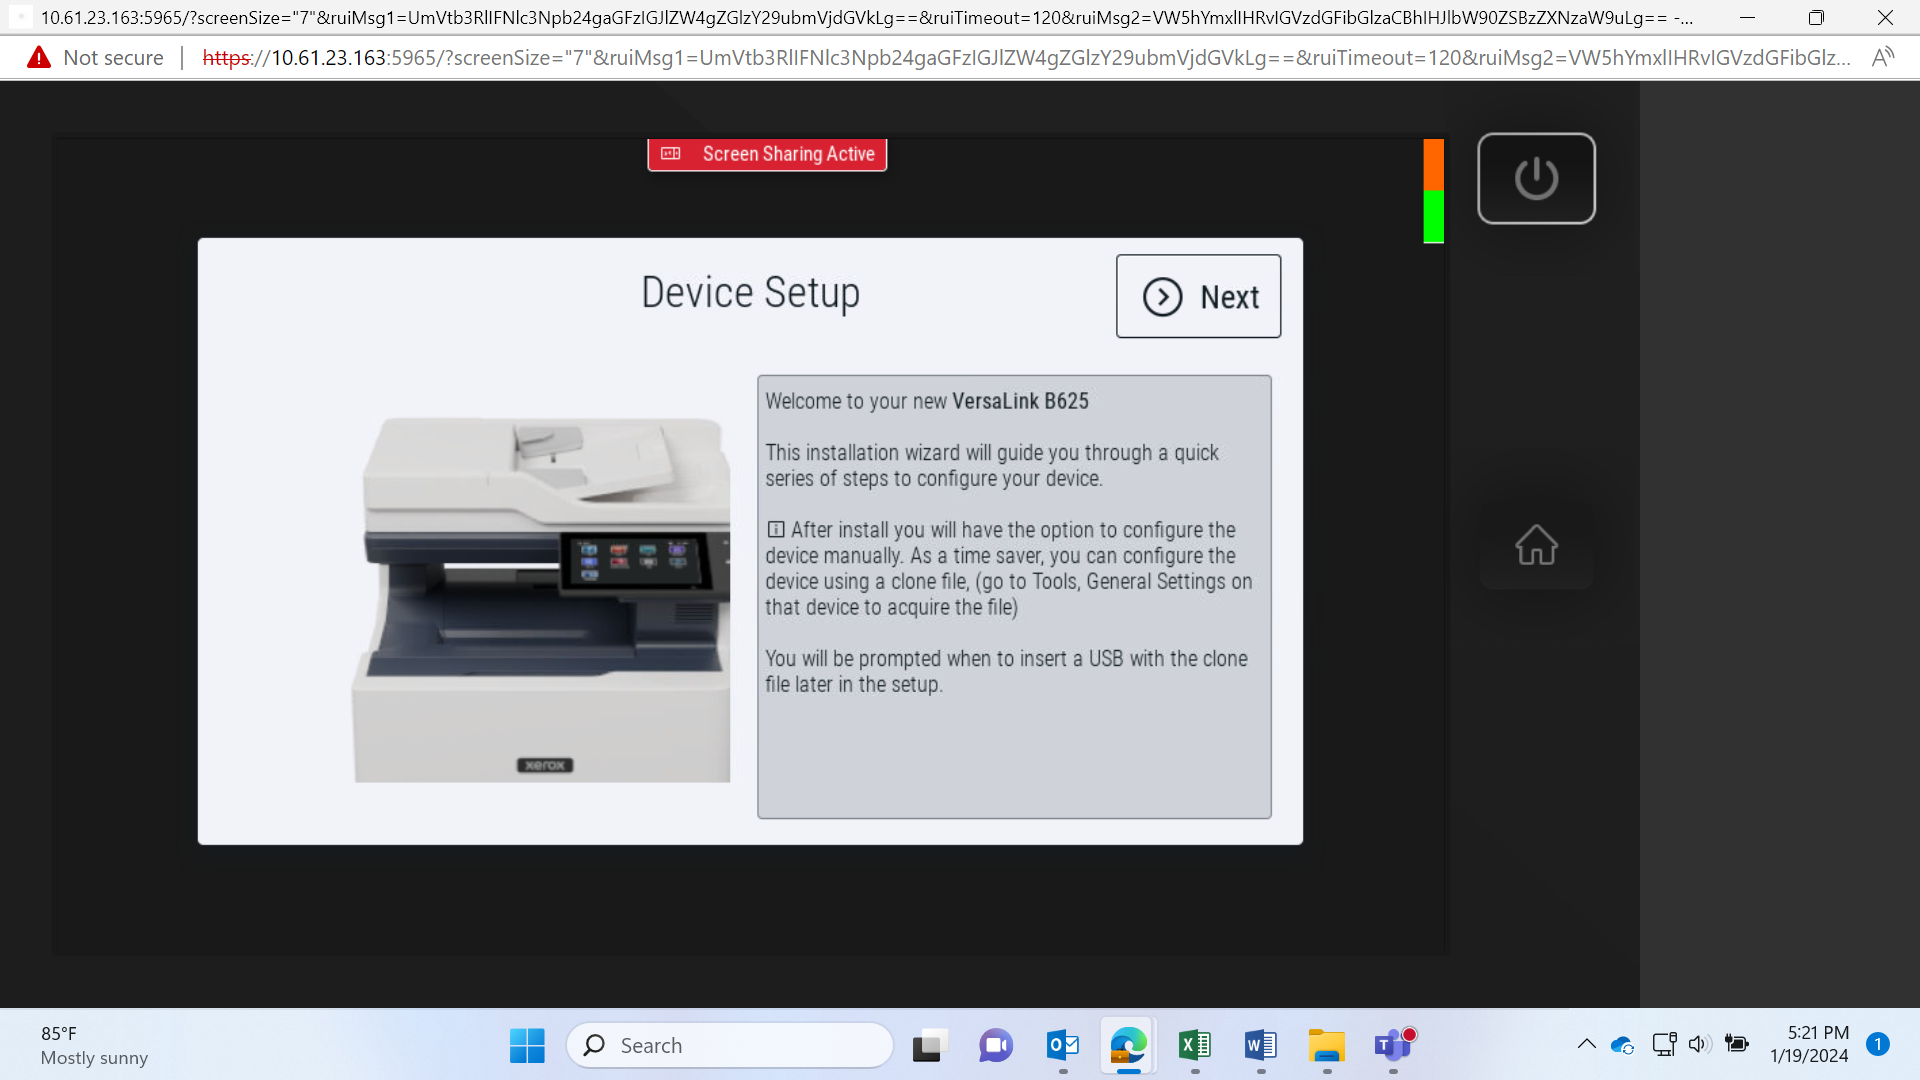 10.61.23.163:5965/?screenSize="7"&ruiMsg1=UmVtb3RlIFNlc3Npb24gaGFzIGJlZW4gZGlzY29ubmVjdGVkLg==&ruiTimeout=120&ruiMsg2=VW5hYmxlIHRvIGVzdGFibGlzaCBhIHJlbW90ZSBzZXNzaW9uLg== -...
Not secure
https://10.61.23.163:5965/?screenSize="7"&ruiMsg1=UmVtb3RlIFNlc3Npb24gaGFzIGJlZW4gZGlzY29ubmVjdGVkLg==&ruiTimeout=120&ruiMsg2=VW5hYmxlIHRvIGVzdGFibGlz...
Screen Sharing Active
Device Setup
Next
Welcome to your new VersaLink B625
This installation wizard will guide you through a quick
series of steps to configure your device.
After install you will have the option to configure the
device manually. As a time saver, you can configure the
device using a clone file, (go to Tools, General Settings on
that device to acquire the file)
You will be prompted when to insert a USB with the clone
file later in the setup.
xerox
85°F
Mostly sunny
Search
5:21 PM
1/19/2024
1